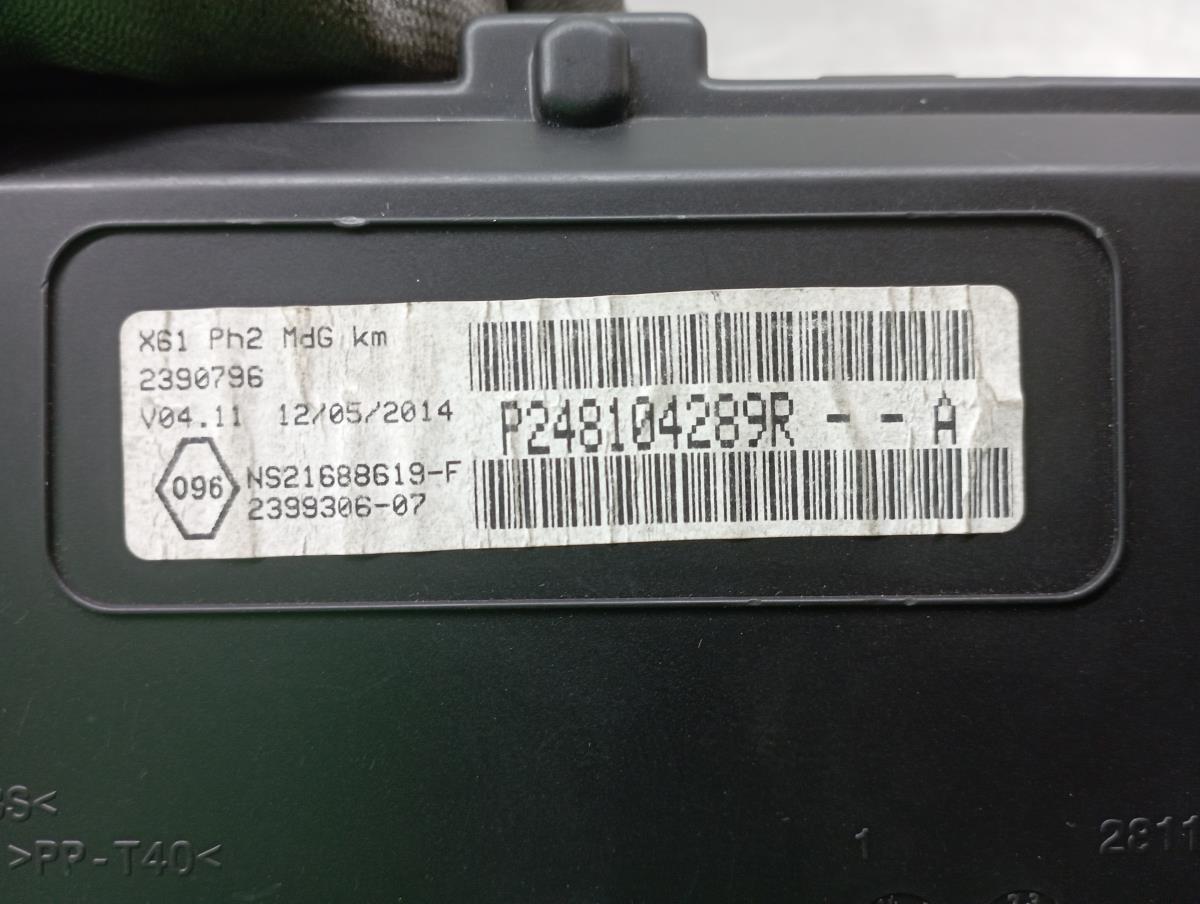 X61 Ph2 MdG km
2390796
V04.11 12/05/2014
096
NS21688619-F
2399306-07
P248104289R - - A
>PP-T40<
1
2811